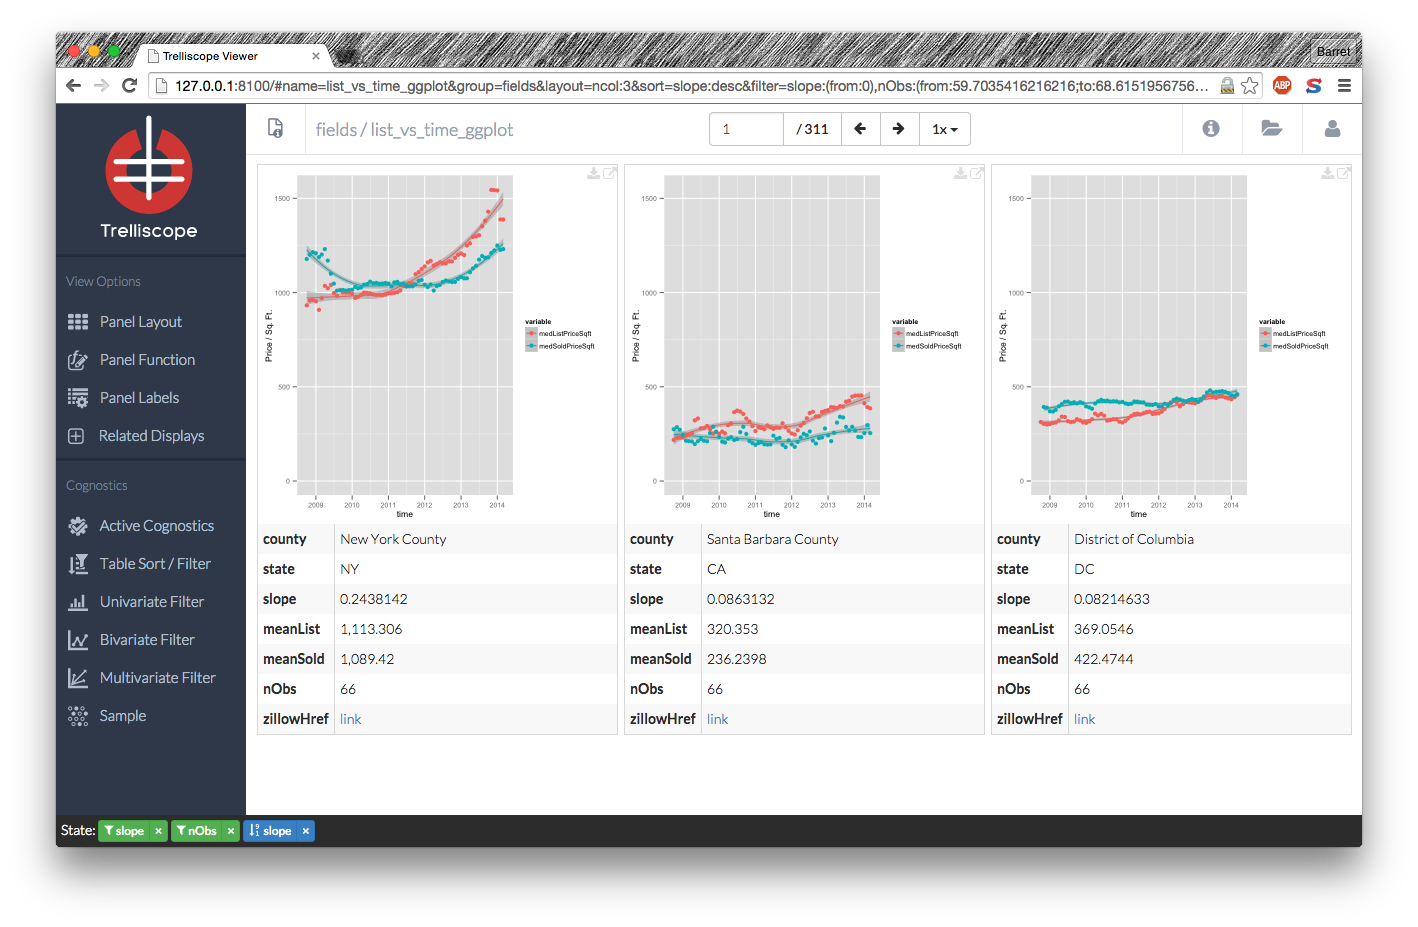 Trelliscope Viewer
Barret
127.0.0.1:8100/#name=list_vs_time_ggplot&group=fields&layout=ncol:3&sort=slope:desc&filter=slope:(from:0),nObs:(from:59.7035416216216;to:68.6151956756...
ABP
S
fields / list_vs_time_ggplot
1 / 311 1x
Trelliscope
View Options
Panel Layout
Panel Function
Panel Labels
Related Displays
Cognostics
Active Cognostics
Table Sort / Filter
Univariate Filter
Bivariate Filter
Multivariate Filter
Sample
1500
1000
500
0
Price / Sq. Ft.
2009 2010 2011 2012 2013 2014
time
variable
medListPriceSqft
medSoldPriceSqft
county New York County
state NY
slope 0.2438142
meanList 1,113.306
meanSold 1,089.42
nObs 66
zillowHref link
1500
1000
500
0
Price / Sq. Ft.
2009 2010 2011 2012 2013 2014
time
variable
medListPriceSqft
medSoldPriceSqft
county Santa Barbara County
state CA
slope 0.0863132
meanList 320.353
meanSold 236.2398
nObs 66
zillowHref link
1500
1000
500
0
Price / Sq. Ft.
2009 2010 2011 2012 2013 2014
time
variable
medListPriceSqft
medSoldPriceSqft
county District of Columbia
state DC
slope 0.08214633
meanList 369.0546
meanSold 422.4744
nObs 66
zillowHref link
State: slope × nObs × slope ×